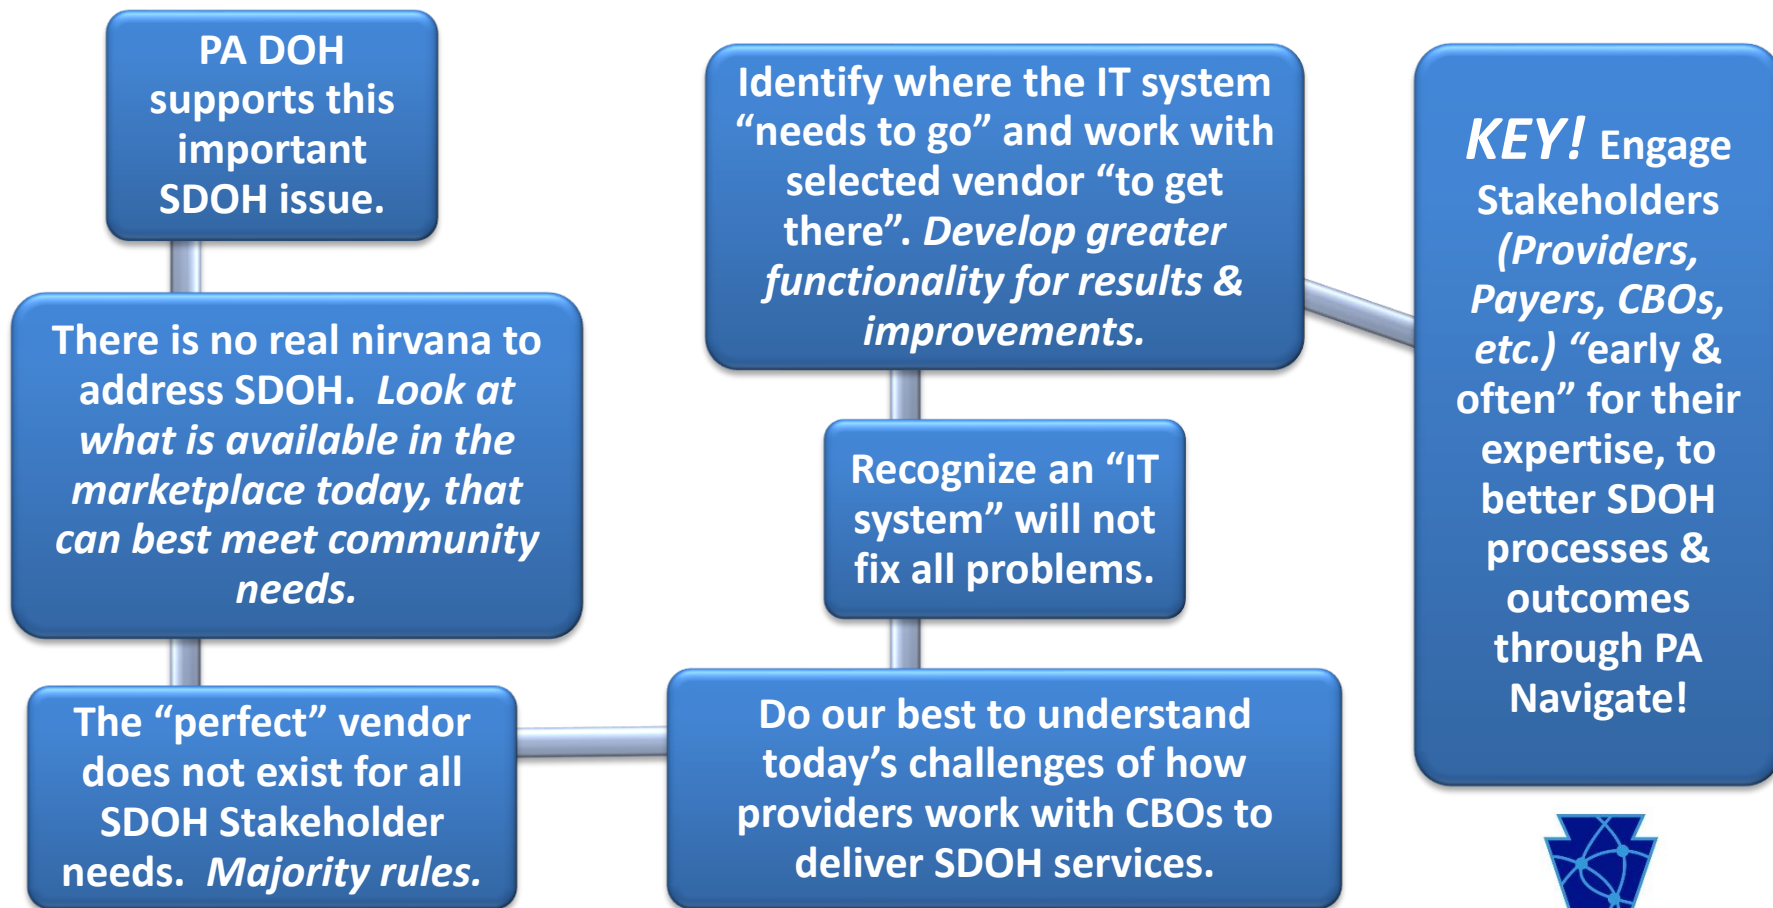 PA DOH
supports this
important
SDOH issue.
There is no real nirvana to
address SDOH. Look at
what is available in the
marketplace today, that
can best meet community
needs.
The “perfect” vendor
does not exist for all
SDOH Stakeholder
needs. Majority rules.
Do our best to understand
today’s challenges of how
providers work with CBOs to
deliver SDOH services.
Recognize an “IT
system” will not
fix all problems.
Identify where the IT system
“needs to go” and work with
selected vendor “to get
there”. Develop greater
functionality for results &
improvements.
KEY! Engage
Stakeholders
(Providers,
Payers, CBOs,
etc.) “early &
often” for their
expertise, to
better SDOH
processes &
outcomes
through PA
Navigate!